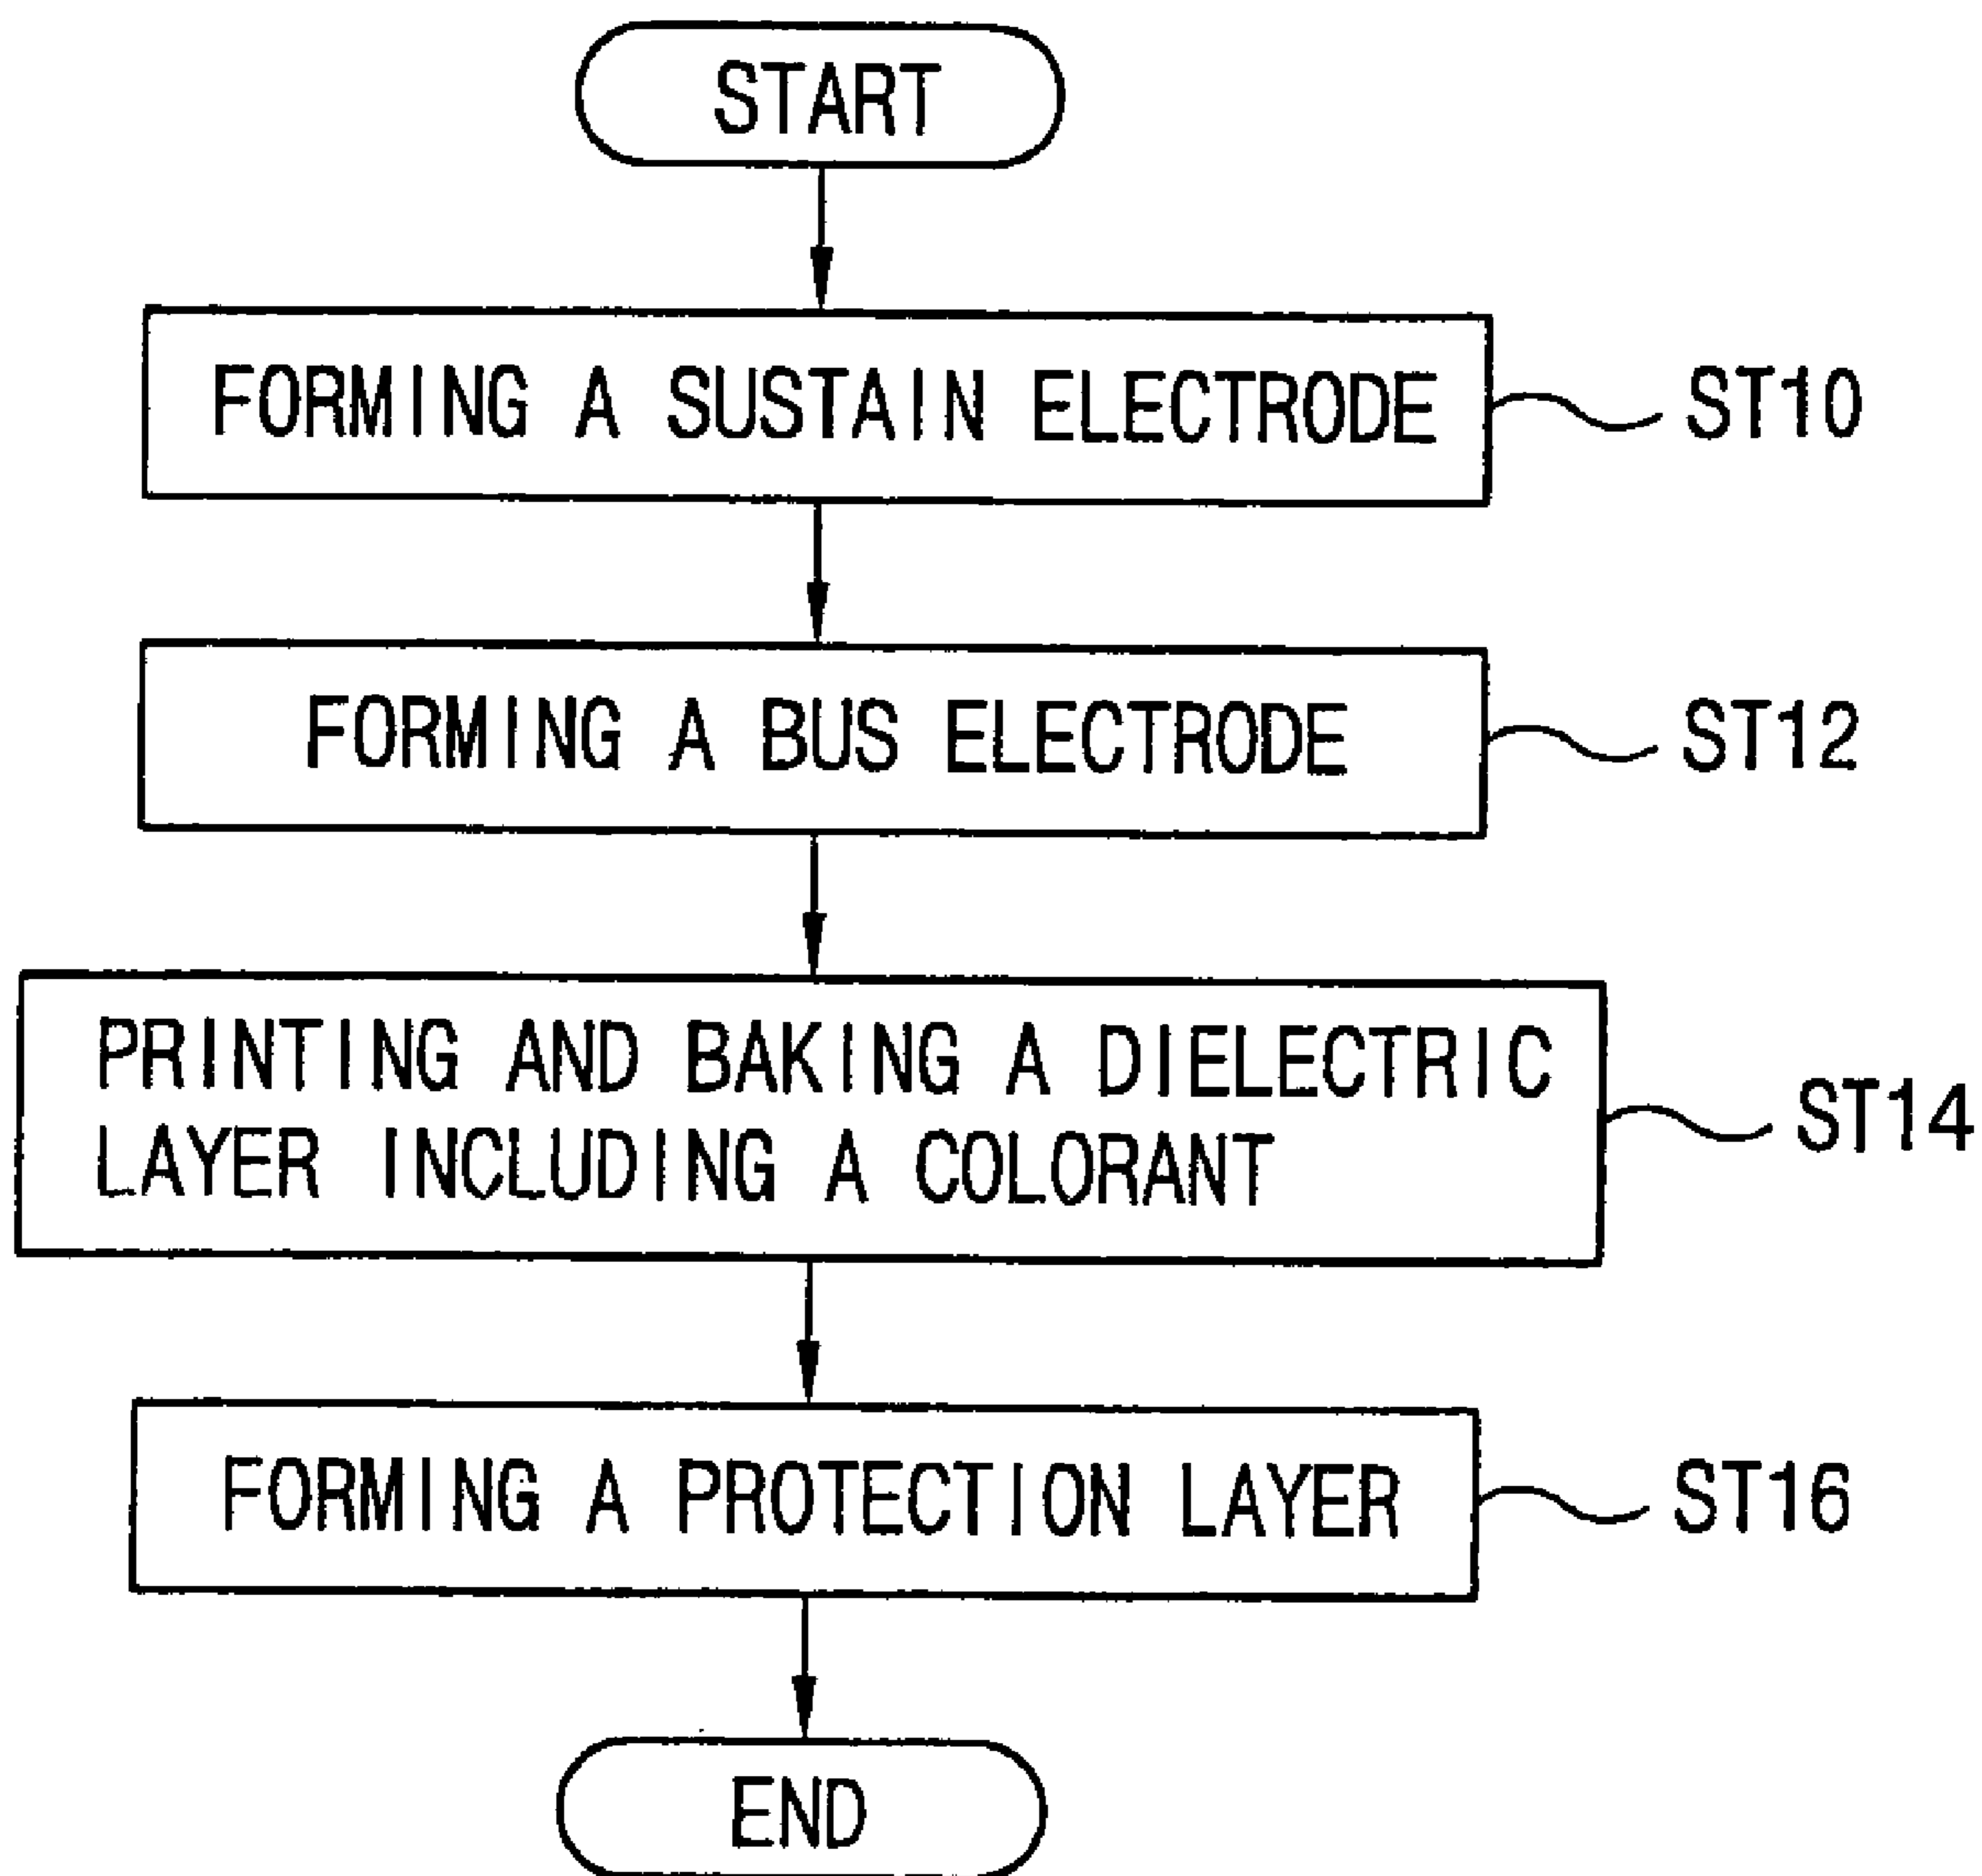 START
FORMING A SUSTAIN ELECTRODE
ST10
FORMING A BUS ELECTRODE
ST12
PRINTING AND BAKING A DIELECTRIC
LAYER INCLUDING A COLORANT
ST14
FORMING A PROTECTION LAYER
ST16
END